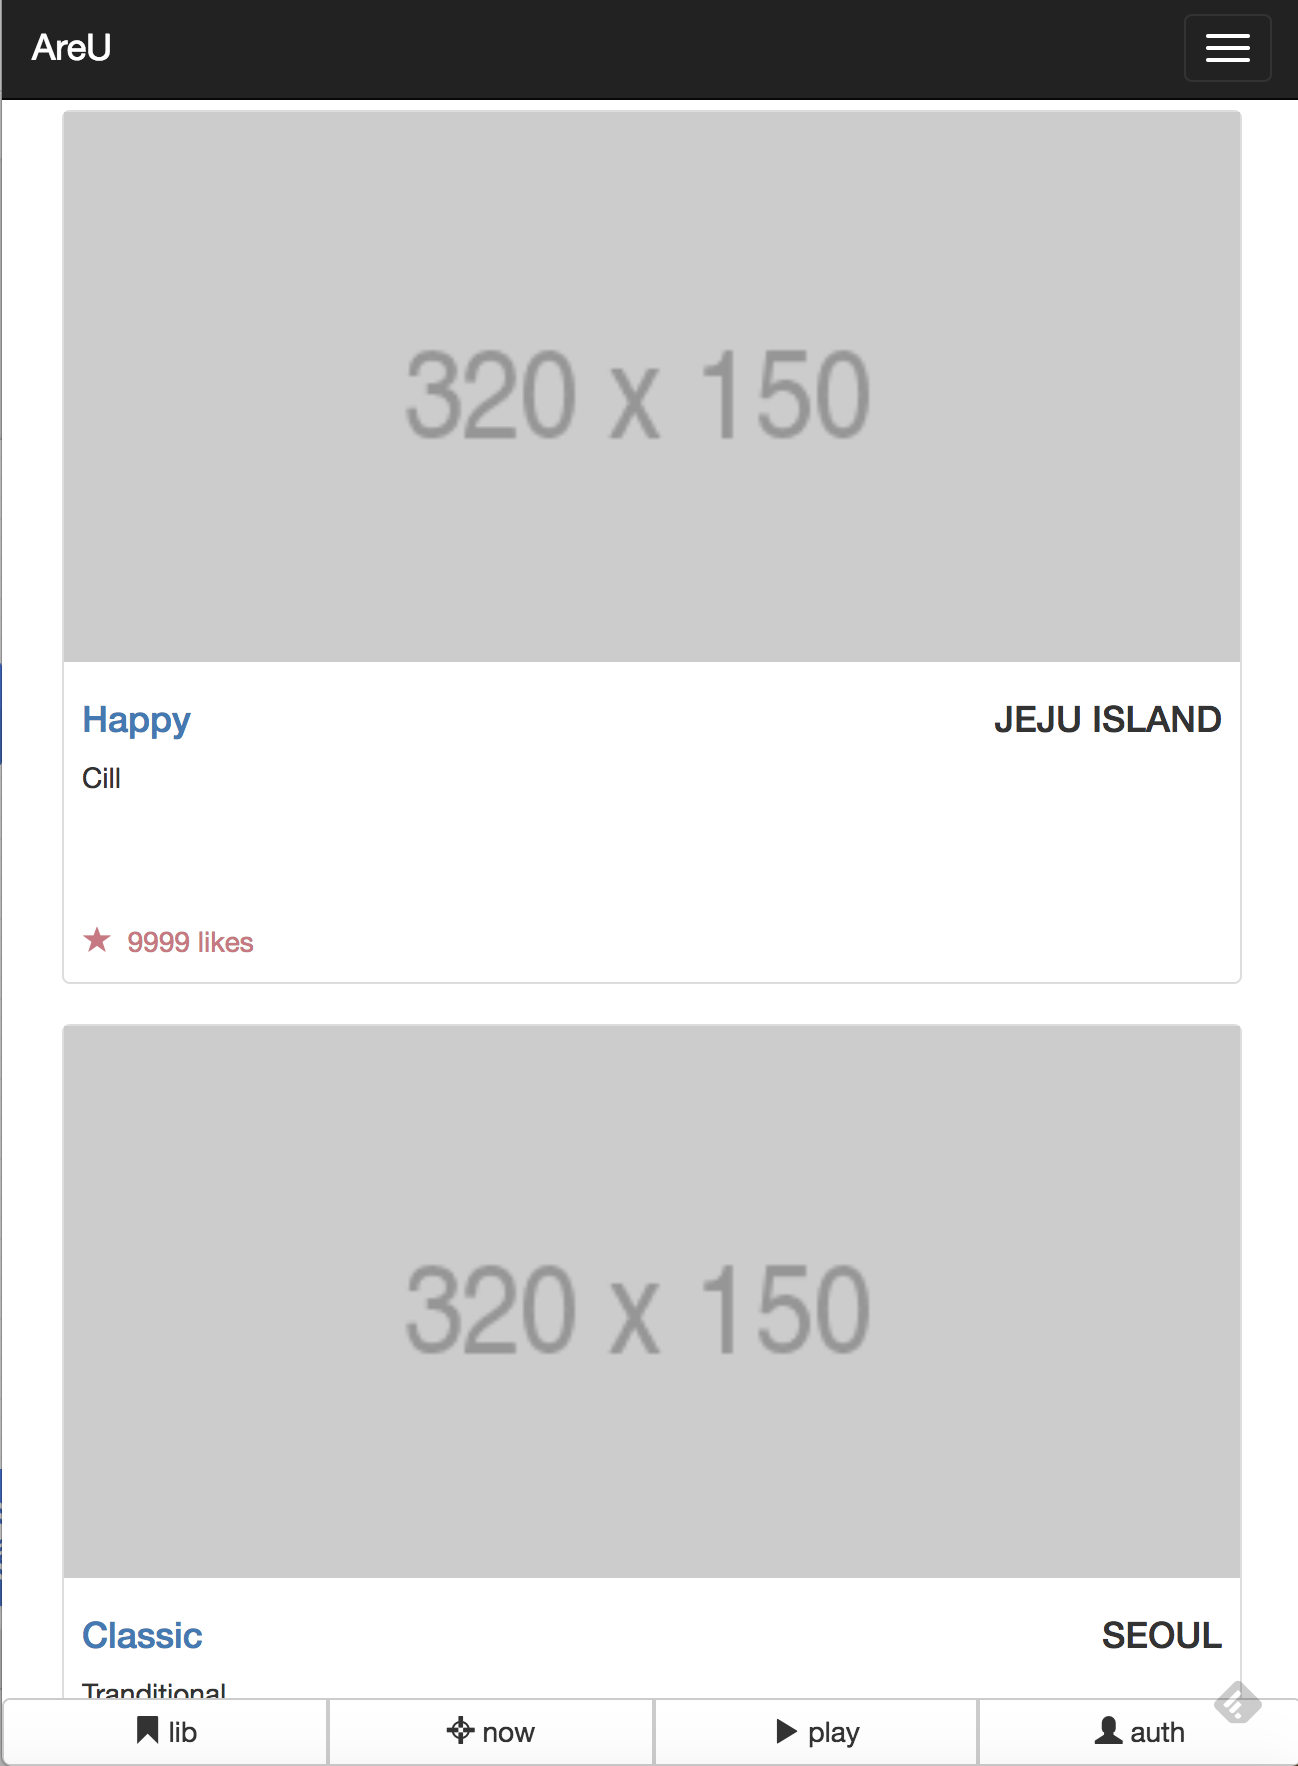 AreU
320 x 150
Happy JEJU ISLAND
Cill
9999 likes
320 x 150
Classic SEOUL
Tranditional
lib now play auth